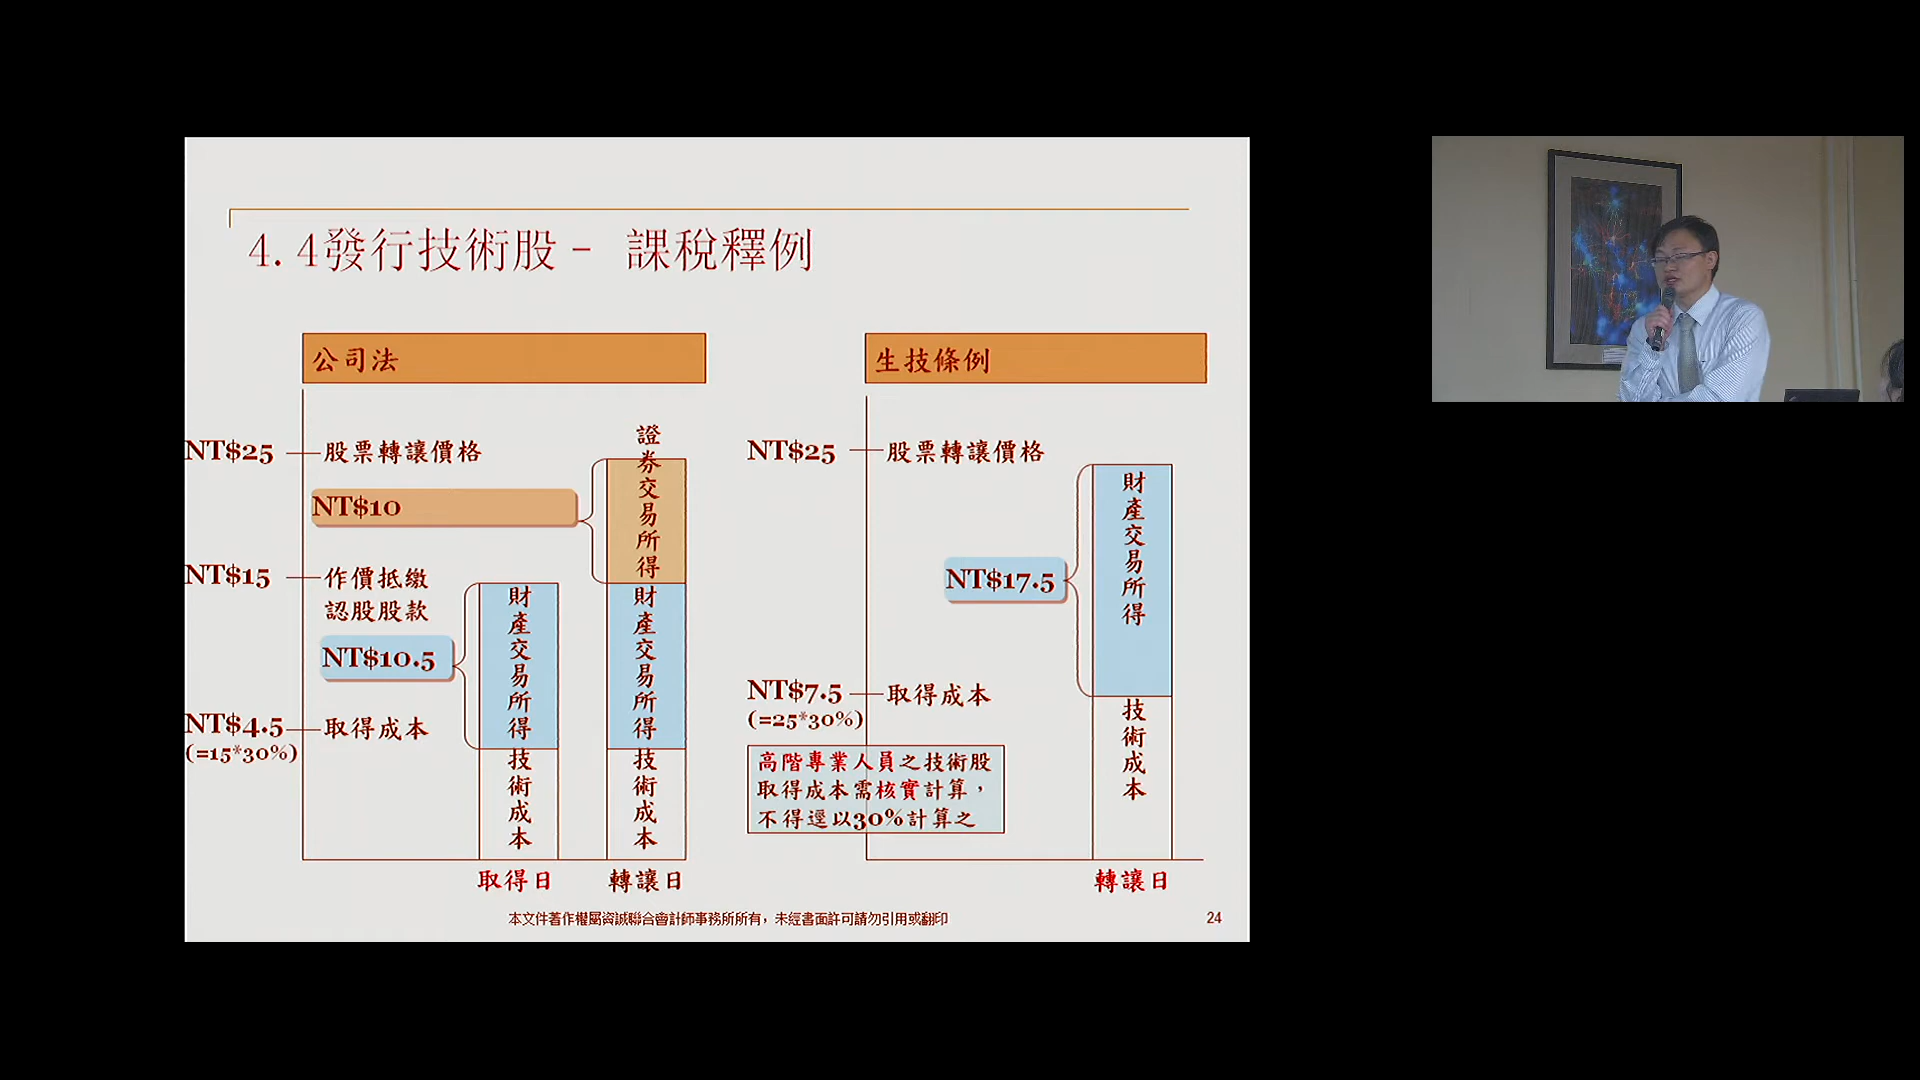 4.4發行技術股- 課稅釋例
公司法
NT$25
股票轉讓價格
NT$10
NT$15
作價抵繳
認股股款
NT$10.5
NT$4.5
(=15*30%)
取得成本
財產交易所得
技術成本
證券交易所得
財產交易所得
技術成本
取得日
轉讓日
生技條例
NT$25
股票轉讓價格
NT$17.5
NT$7.5
(=25*30%)
取得成本
高階專業人員之技術股
取得成本需核實計算，
不得逕以30%計算之
財產交易所得
技術成本
轉讓日
本文件著作權屬資誠聯合會計師事務所所有，未經書面許可請勿引用或翻印
24